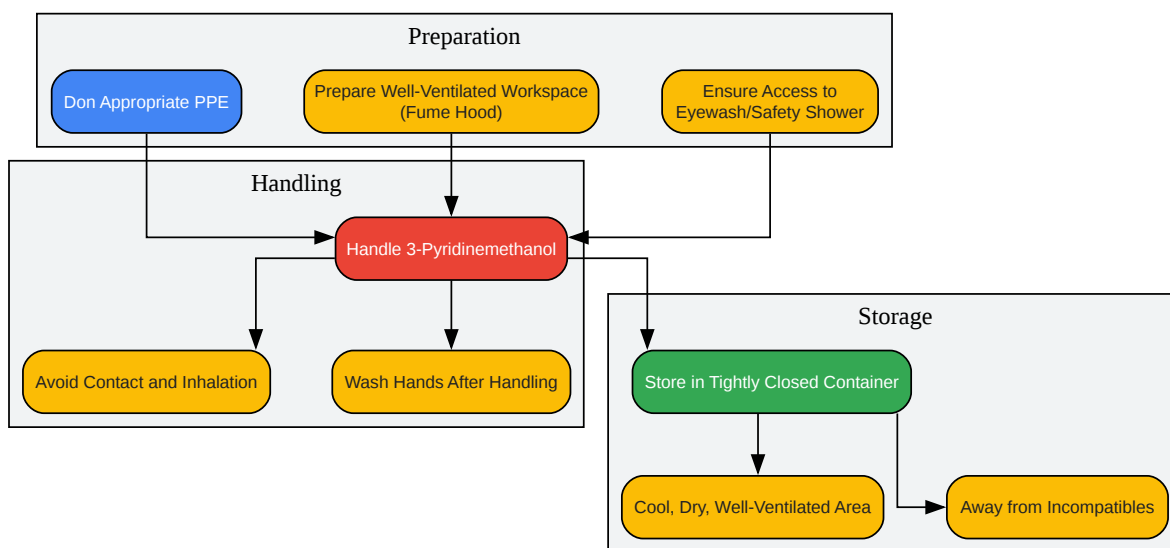 Preparation
Don Appropriate PPE
Prepare Well-Ventilated Workspace
(Fume Hood)
Ensure Access to
Eyewash/Safety Shower
Handling
Handle 3-Pyridinemethanol
Avoid Contact and Inhalation
Wash Hands After Handling
Storage
Store in Tightly Closed Container
Cool, Dry, Well-Ventilated Area
Away from Incompatibles